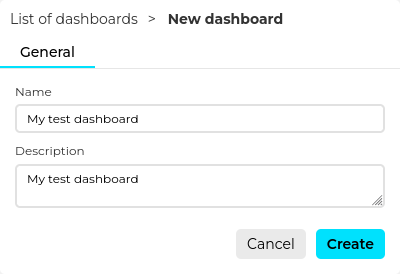 List of dashboards > New dashboard
General
Name
My test dashboard
Description
My test dashboard
Cancel Create